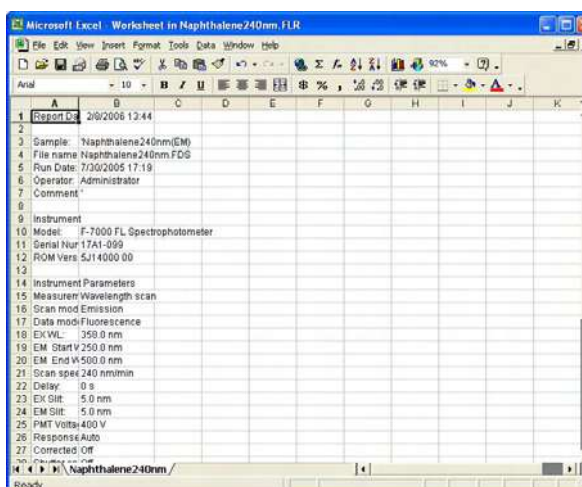 Microsoft Excel - Worksheet in Naphthalene240nm.FLR
File Edit View Insert Format Tools Data Window Help
92%
Arial 10 B I U $ % ,
A B C D E F G H I J K
1 Report Da 2/8/2006 13:44
2
3 Sample: 'Naphthalene240nm(EM)
4 File name Naphthalene240nm.FDS
5 Run Date: 7/30/2005 17:19
6 Operator: Administrator
7 Comment '
8
9 Instrument
10 Model: F-7000 FL Spectrophotometer
11 Serial Nur 17A1-099
12 ROM Vers 5J14000 00
13
14 Instrument Parameters
15 Measurem Wavelength scan
16 Scan mod Emission
17 Data mod Fluorescence
18 EX WL: 358.0 nm
19 EM Start V 250.0 nm
20 EM End W 500.0 nm
21 Scan spee 240 nm/min
22 Delay: 0 s
23 EX Slit: 5.0 nm
24 EM Slit: 5.0 nm
25 PMT Volta 400 V
26 Response Auto
27 Corrected Off
Naphthalene240nm
Ready